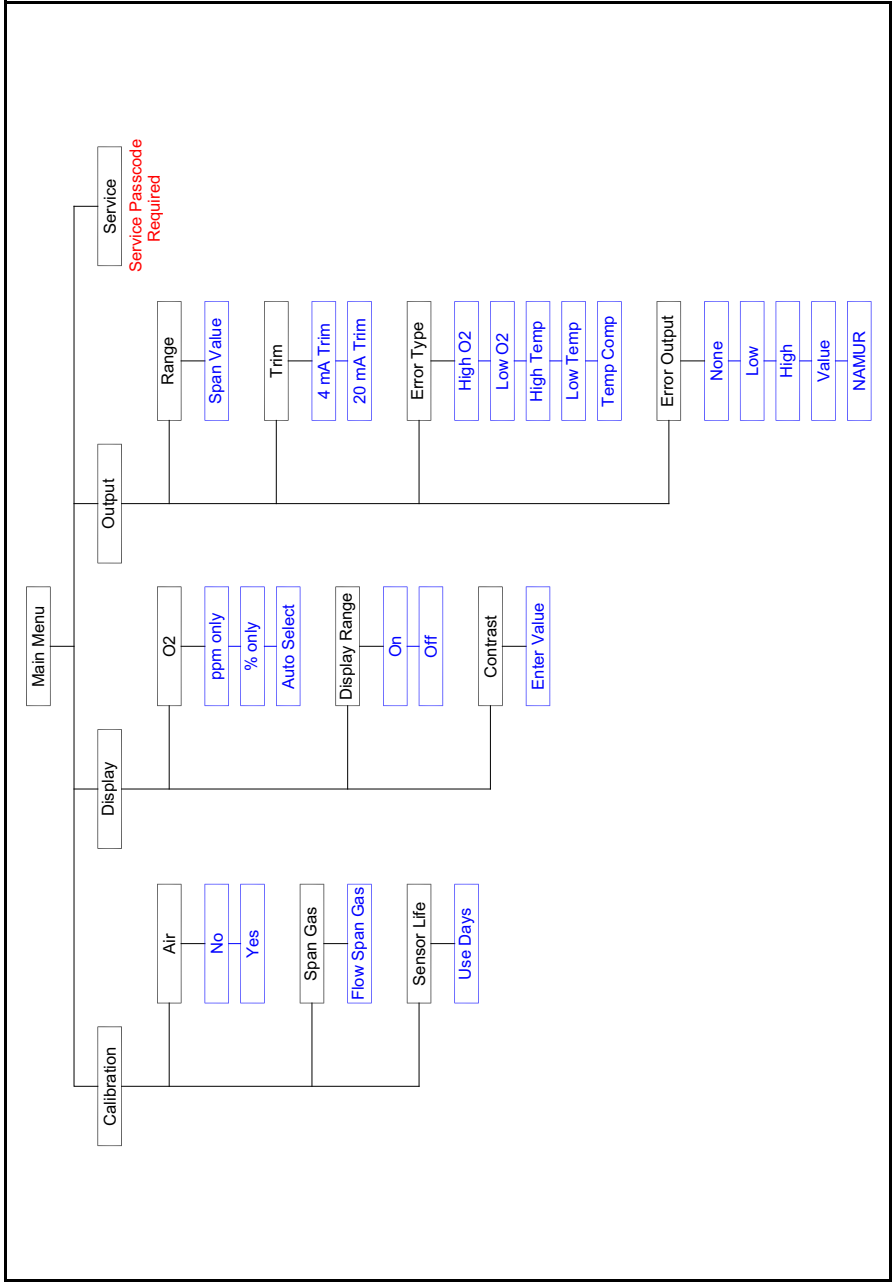 Main Menu
Calibration
Air
No
Yes
Span Gas
Flow Span Gas
Sensor Life
Use Days
Display
O2
ppm only
% only
Auto Select
Display Range
On
Off
Contrast
Enter Value
Output
Range
Span Value
Trim
4 mA Trim
20 mA Trim
Error Type
High O2
Low O2
High Temp
Low Temp
Temp Comp
Error Output
None
Low
High
Value
NAMUR
Service
Service Passcode
Required